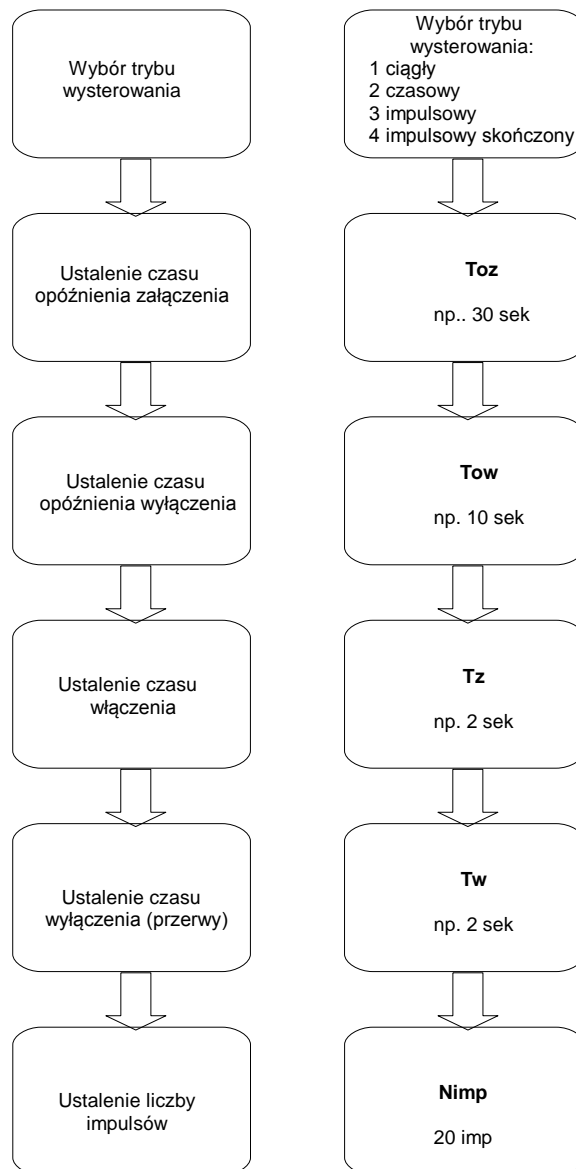 Wybór trybu
wysterowania
Ustalenie czasu
opóźnienia załączenia
Ustalenie czasu
opóźnienia wyłączenia
Ustalenie czasu
włączenia
Ustalenie czasu
wyłączenia (przerwy)
Ustalenie liczby
impulsów
Wybór trybu
wysterowania:
1 ciągły
2 czasowy
3 impulsowy
4 impulsowy skończony
Toz
np.. 30 sek
Tow
np. 10 sek
Tz
np. 2 sek
Tw
np. 2 sek
Nimp
20 imp